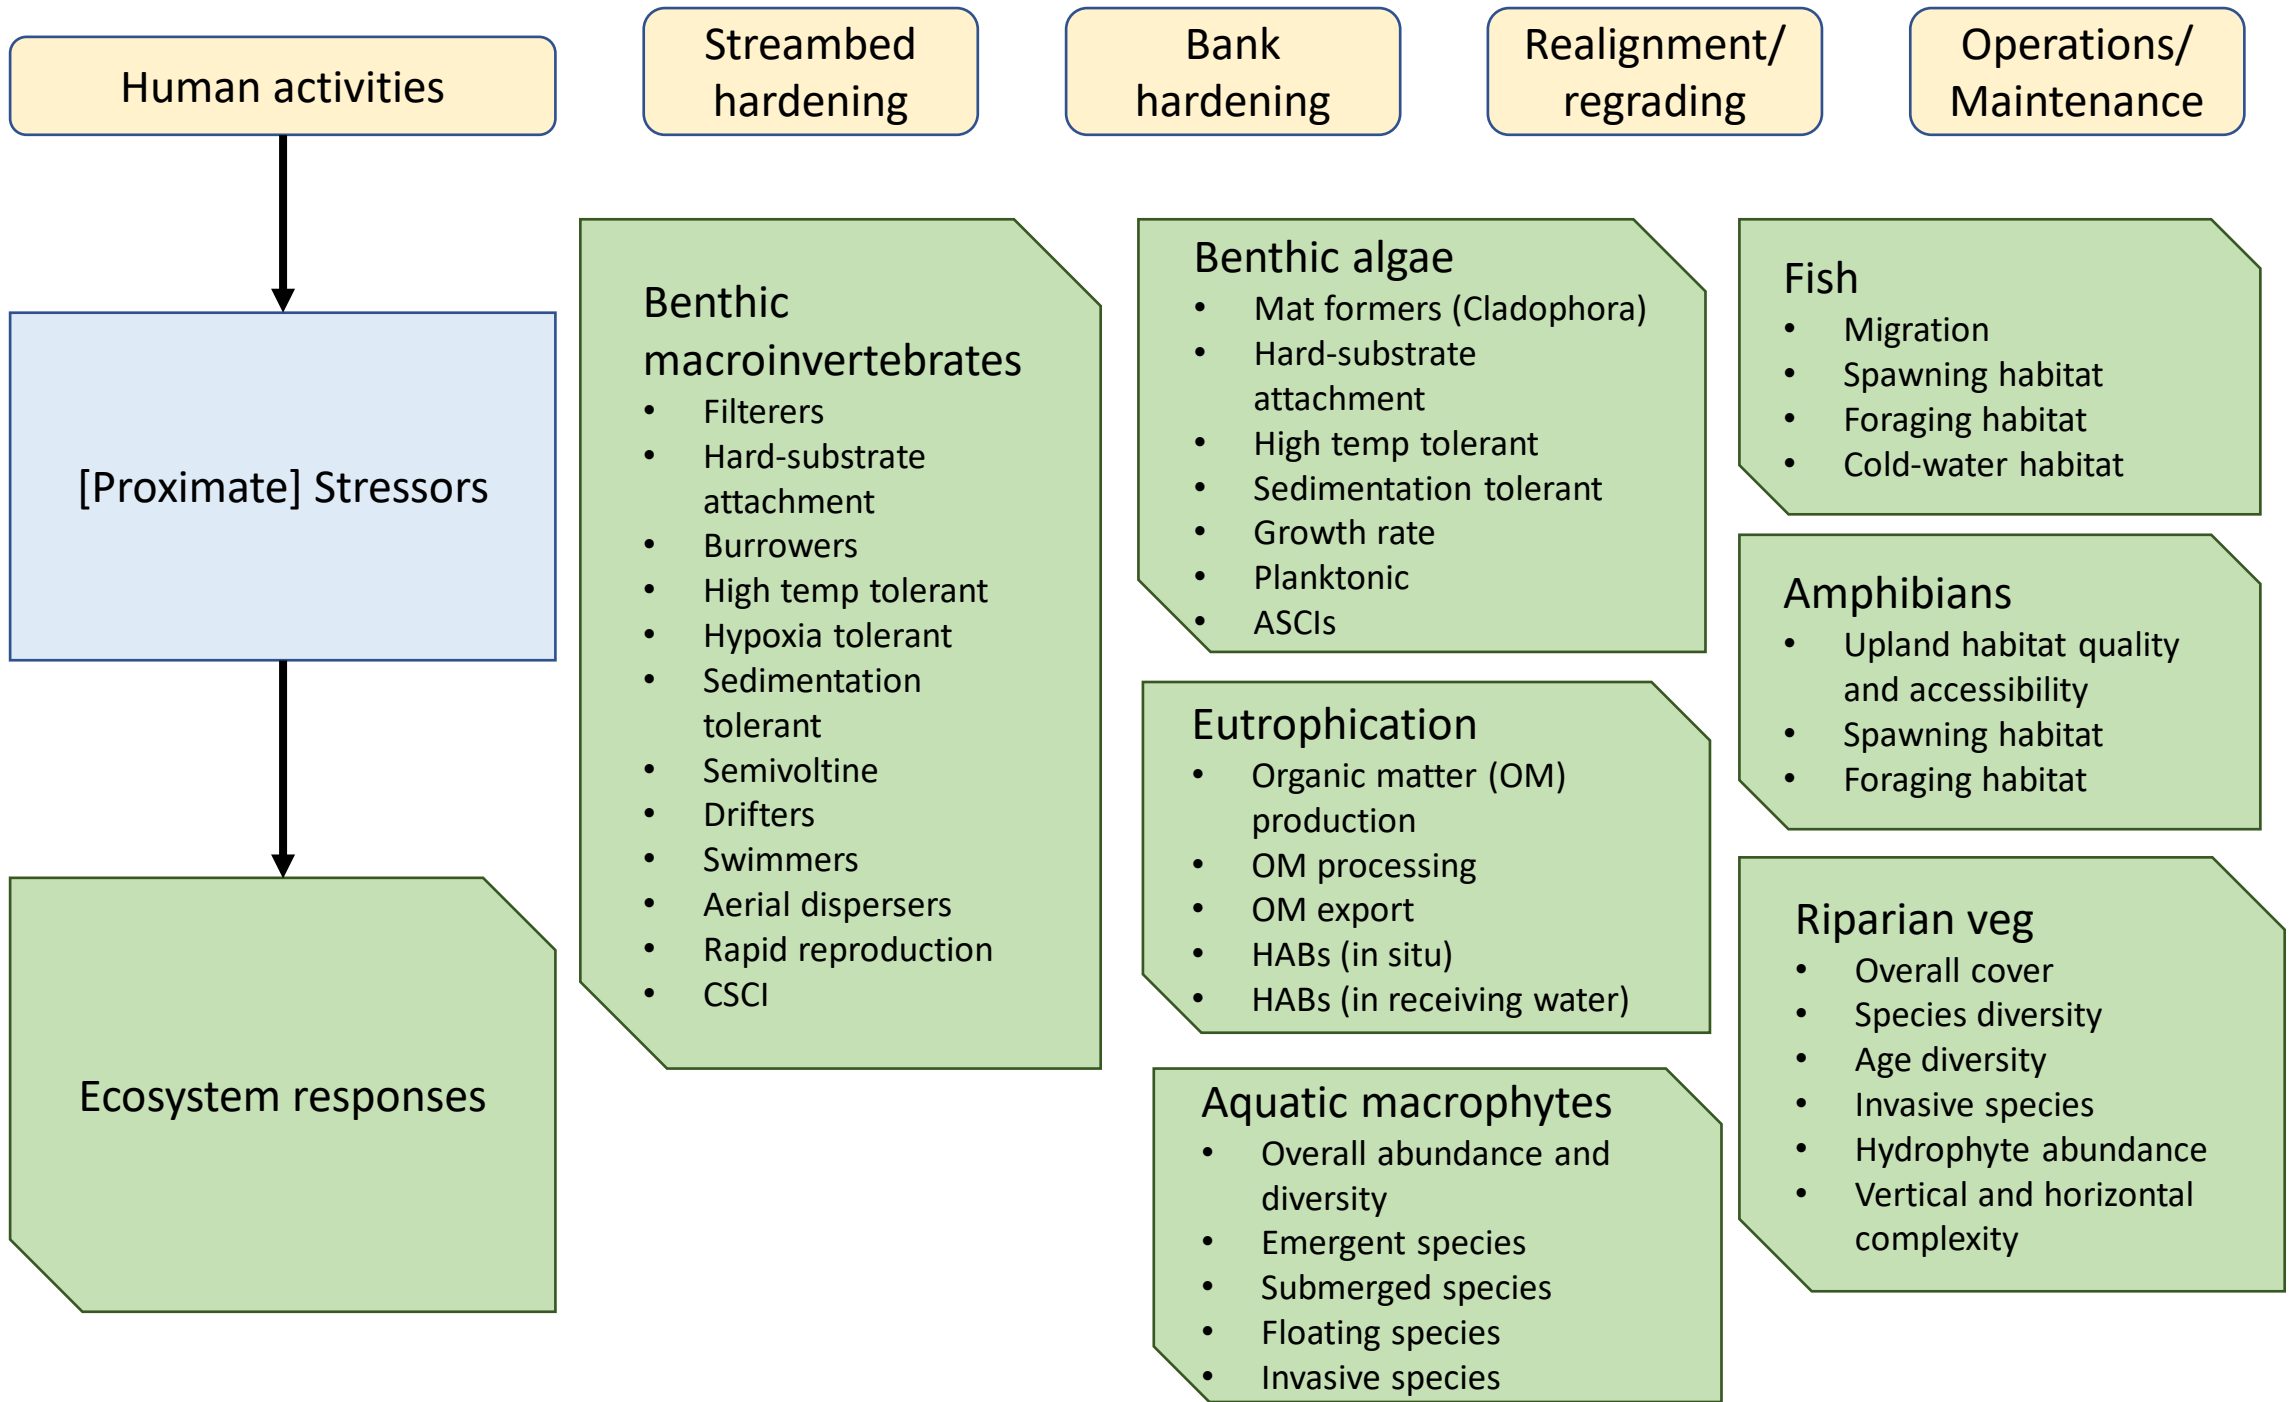 Human activities
Streambed
hardening
Bank
hardening
Realignment/
regrading
Operations/
Maintenance
[Proximate] Stressors
Ecosystem responses
Benthic
macroinvertebrates
• Filterers
• Hard-substrate
attachment
• Burrowers
• High temp tolerant
• Hypoxia tolerant
• Sedimentation
tolerant
• Semivoltine
• Drifters
• Swimmers
• Aerial dispersers
• Rapid reproduction
• CSCI
Benthic algae
• Mat formers (Cladophora)
• Hard-substrate
attachment
• High temp tolerant
• Sedimentation tolerant
• Growth rate
• Planktonic
• ASCIs
Eutrophication
• Organic matter (OM)
production
• OM processing
• OM export
• HABs (in situ)
• HABs (in receiving water)
Aquatic macrophytes
• Overall abundance and
diversity
• Emergent species
• Submerged species
• Floating species
• Invasive species
Fish
• Migration
• Spawning habitat
• Foraging habitat
• Cold-water habitat
Amphibians
• Upland habitat quality
and accessibility
• Spawning habitat
• Foraging habitat
Riparian veg
• Overall cover
• Species diversity
• Age diversity
• Invasive species
• Hydrophyte abundance
• Vertical and horizontal
complexity